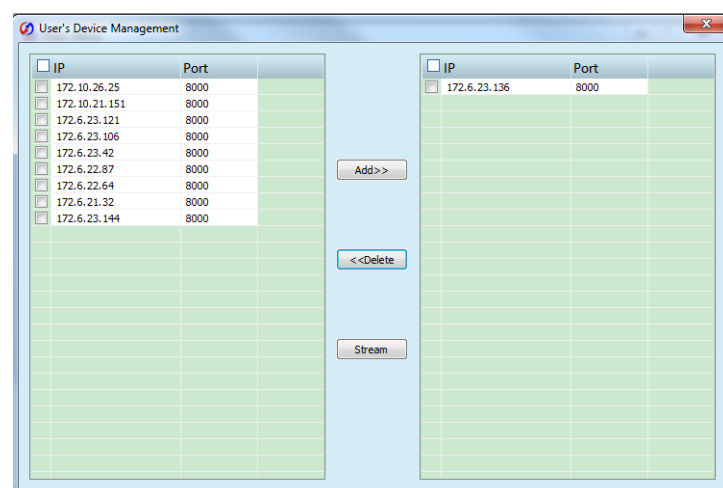 User's Device Management
IP Port
172.10.26.25 8000
172.10.21.151 8000
172.6.23.121 8000
172.6.23.106 8000
172.6.23.42 8000
172.6.22.87 8000
172.6.22.64 8000
172.6.21.32 8000
172.6.23.144 8000
Add>>
<<Delete
Stream
IP Port
172.6.23.136 8000